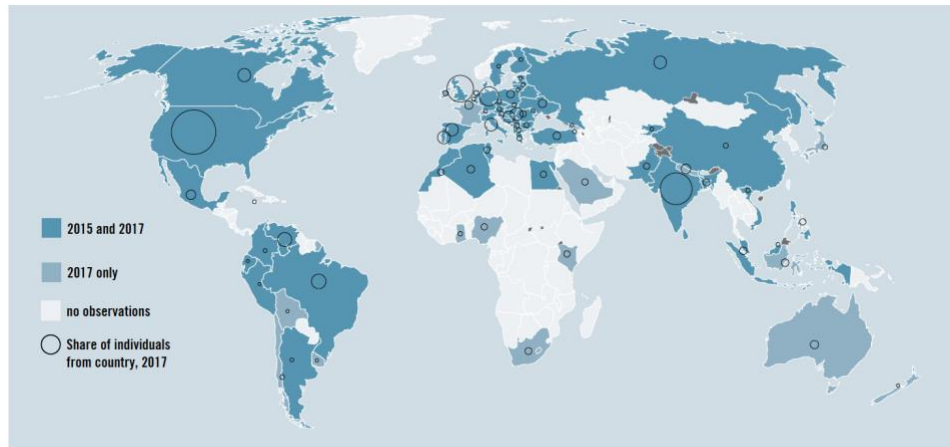 2015 and 2017
2017 only
no observations
Share of individuals
from country, 2017